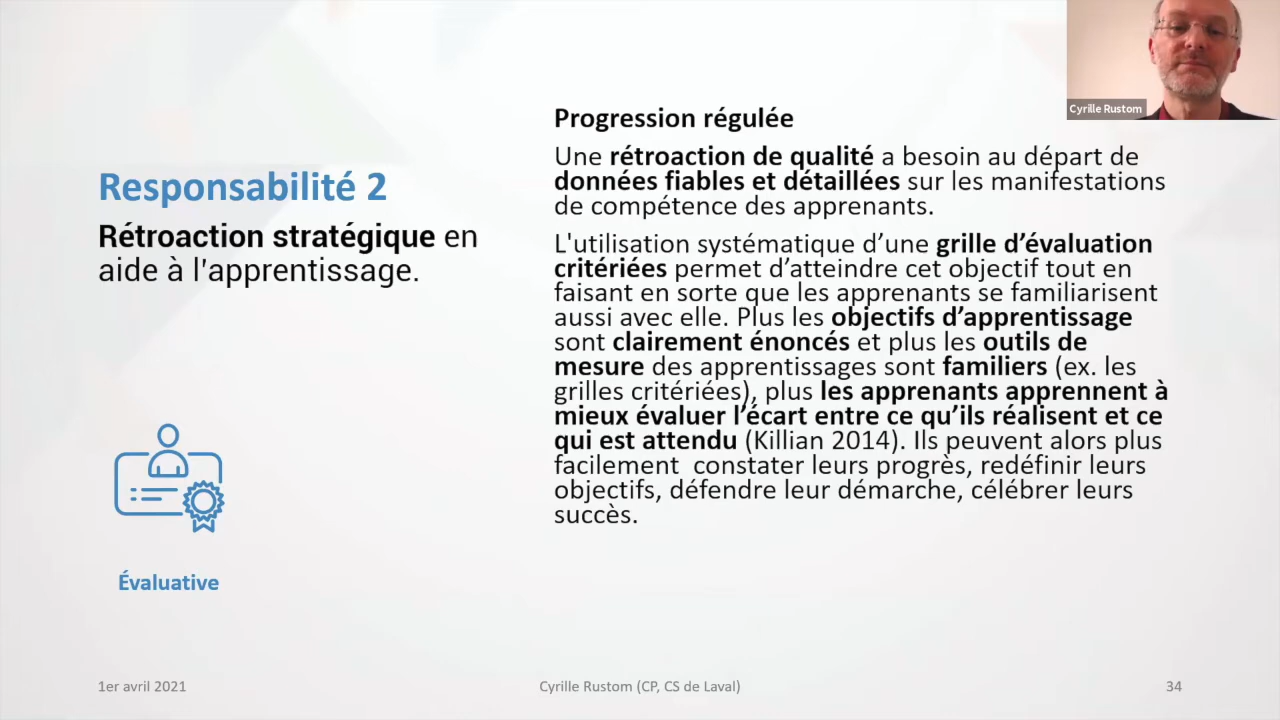 Cyrille Rustom
Responsabilité 2
Rétroaction stratégique en
aide à l'apprentissage.
Évaluative
Progression régulée
Une rétroaction de qualité a besoin au départ de
données fiables et détaillées sur les manifestations
de compétence des apprenants.
L'utilisation systématique d’une grille d’évaluation
critériées permet d’atteindre cet objectif tout en
faisant en sorte que les apprenants se familiarisent
aussi avec elle. Plus les objectifs d’apprentissage
sont clairement énoncés et plus les outils de
mesure des apprentissages sont familiers (ex. les
grilles critériées), plus les apprenants apprennent à
mieux évaluer l’écart entre ce qu’ils réalisent et ce
qui est attendu (Killian 2014). Ils peuvent alors plus
facilement  constater leurs progrès, redéfinir leurs
objectifs, défendre leur démarche, célébrer leurs
succès.
1er avril 2021
Cyrille Rustom (CP, CS de Laval)
34